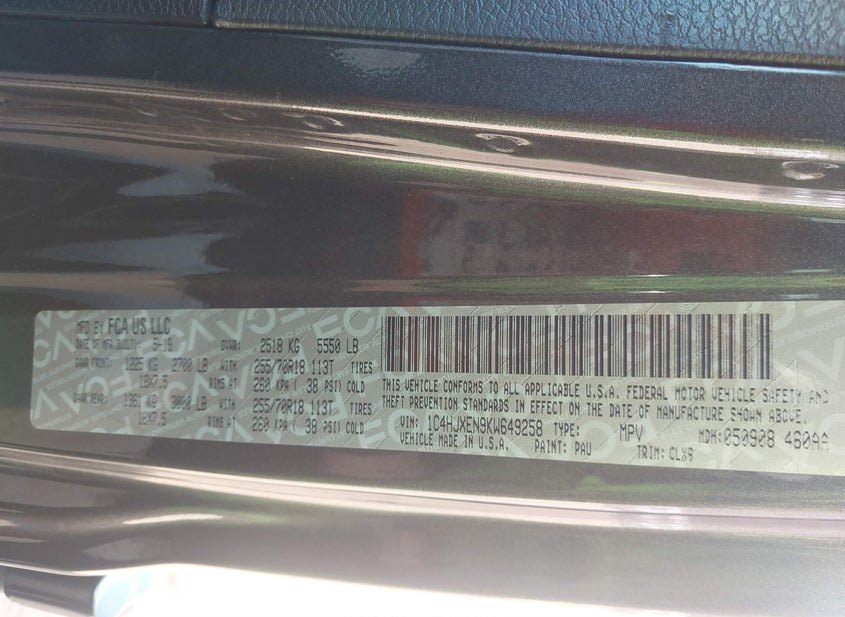 MFD BY FCA US LLC
DATE OF MFR/BUILT: 5-19 GVWR: 2518 KG 5550 LB
GAWR FRONT: 1225 KG 2700 LB WITH 255/70R18 113T TIRES
18X7.5 RIMS AT 260 KPA ( 38 PSI) COLD
GAWR REAR: 1361 KG 3000 LB WITH 255/70R18 113T TIRES
18X7.5 RIMS AT 260 KPA ( 38 PSI) COLD
THIS VEHICLE CONFORMS TO ALL APPLICABLE U.S.A. FEDERAL MOTOR VEHICLE SAFETY AND
THEFT PREVENTION STANDARDS IN EFFECT ON THE DATE OF MANUFACTURE SHOWN ABOVE.
VIN: 1C4HJXEN9KW649258 TYPE: MPV MDH: 050908 460AA
VEHICLE MADE IN U.S.A. PAINT: PAU TRIM: CLX9